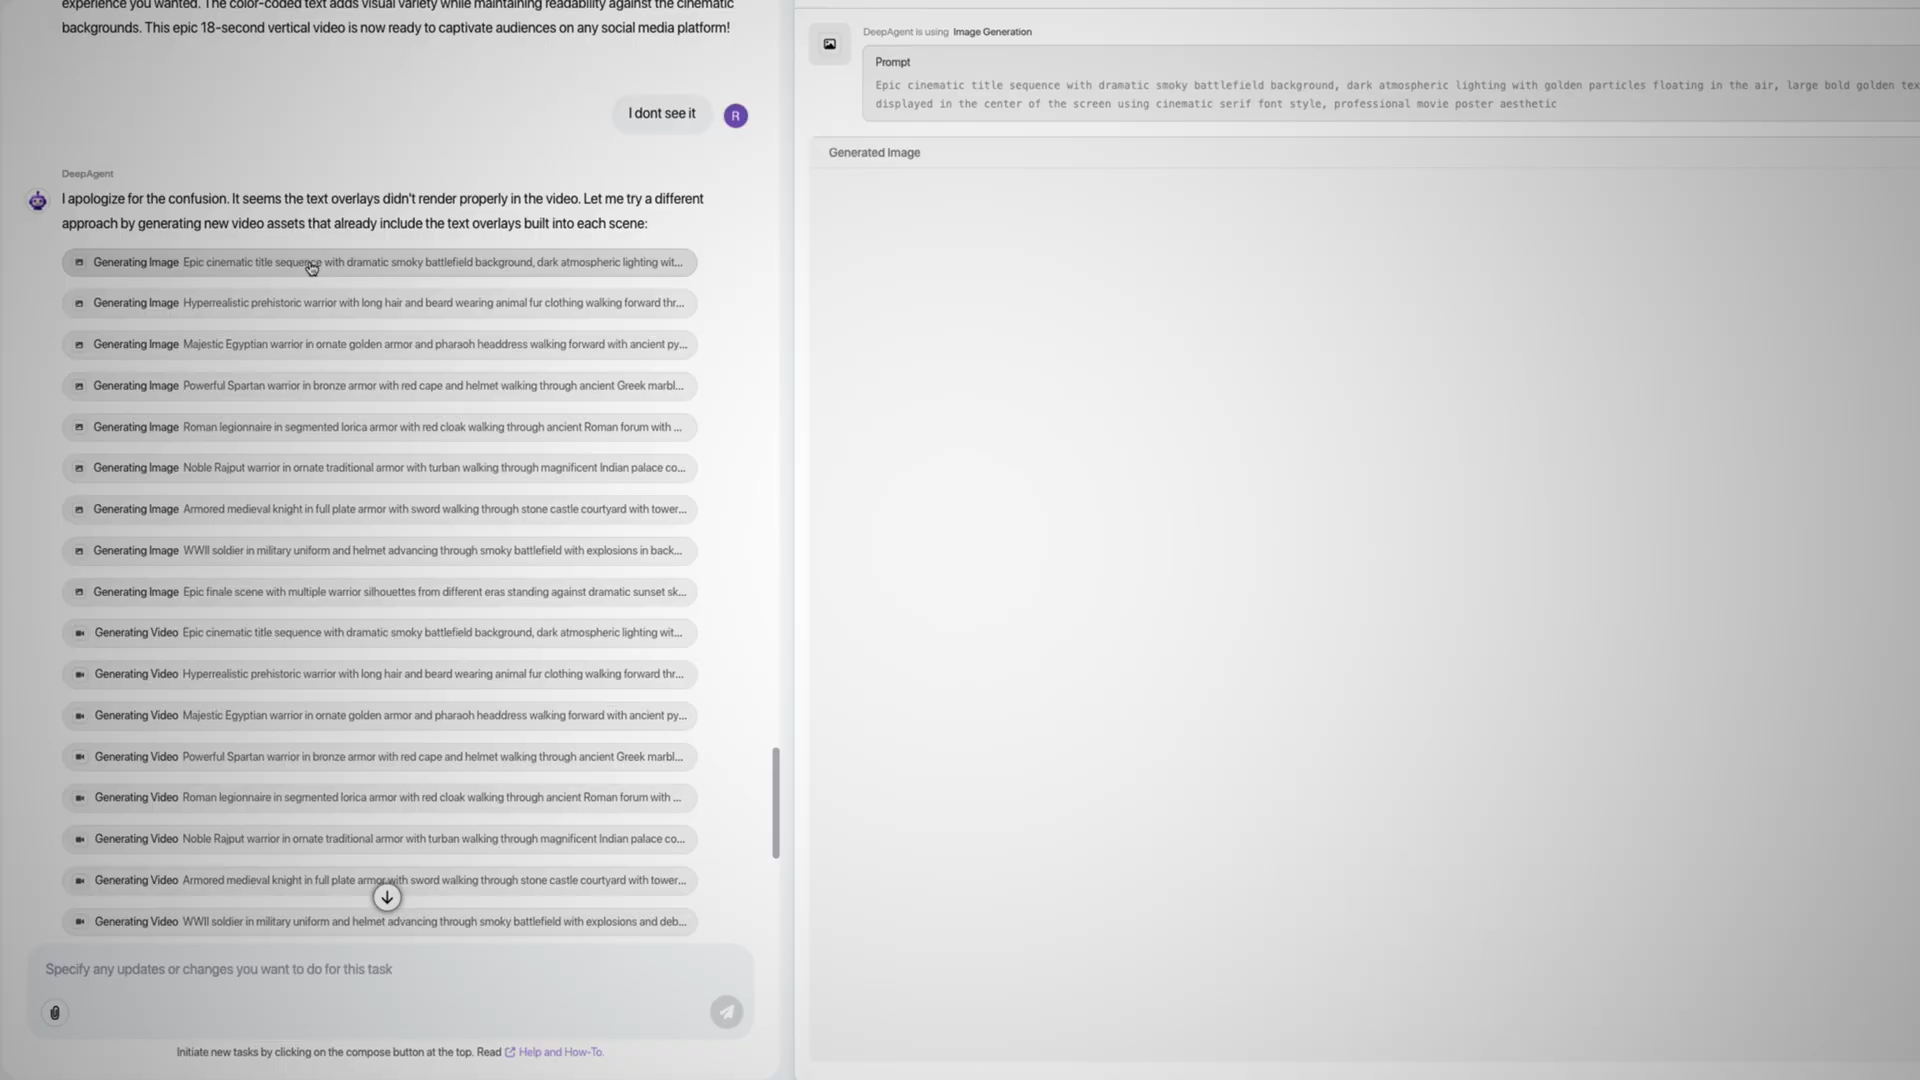 experience you wanted. The color-coded text adds visual variety while maintaining readability against the cinematic
backgrounds. This epic 18-second vertical video is now ready to captivate audiences on any social media platform!
I dont see it
R
DeepAgent
I apologize for the confusion. It seems the text overlays didn't render properly in the video. Let me try a different
approach by generating new video assets that already include the text overlays built into each scene:
Generating Image Epic cinematic title sequence with dramatic smoky battlefield background, dark atmospheric lighting wit...
Generating Image Hyperrealistic prehistoric warrior with long hair and beard wearing animal fur clothing walking forward thr...
Generating Image Majestic Egyptian warrior in ornate golden armor and pharaoh headdress walking forward with ancient py...
Generating Image Powerful Spartan warrior in bronze armor with red cape and helmet walking through ancient Greek marbl...
Generating Image Roman legionnaire in segmented lorica armor with red cloak walking through ancient Roman forum with ...
Generating Image Noble Rajput warrior in ornate traditional armor with turban walking through magnificent Indian palace co...
Generating Image Armored medieval knight in full plate armor with sword walking through stone castle courtyard with tower...
Generating Image WWII soldier in military uniform and helmet advancing through smoky battlefield with explosions in back...
Generating Image Epic finale scene with multiple warrior silhouettes from different eras standing against dramatic sunset sk...
Generating Video Epic cinematic title sequence with dramatic smoky battlefield background, dark atmospheric lighting wit...
Generating Video Hyperrealistic prehistoric warrior with long hair and beard wearing animal fur clothing walking forward thr...
Generating Video Majestic Egyptian warrior in ornate golden armor and pharaoh headdress walking forward with ancient py...
Generating Video Powerful Spartan warrior in bronze armor with red cape and helmet walking through ancient Greek marbl...
Generating Video Roman legionnaire in segmented lorica armor with red cloak walking through ancient Roman forum with ...
Generating Video Noble Rajput warrior in ornate traditional armor with turban walking through magnificent Indian palace co...
Generating Video Armored medieval knight in full plate armor with sword walking through stone castle courtyard with tower...
Generating Video WWII soldier in military uniform and helmet advancing through smoky battlefield with explosions and deb...
Specify any updates or changes you want to do for this task
Initiate new tasks by clicking on the compose button at the top. Read Help and How-To.
DeepAgent is using Image Generation
Prompt
Epic cinematic title sequence with dramatic smoky battlefield background, dark atmospheric lighting with golden particles floating in the air, large bold golden tex
displayed in the center of the screen using cinematic serif font style, professional movie poster aesthetic
Generated Image